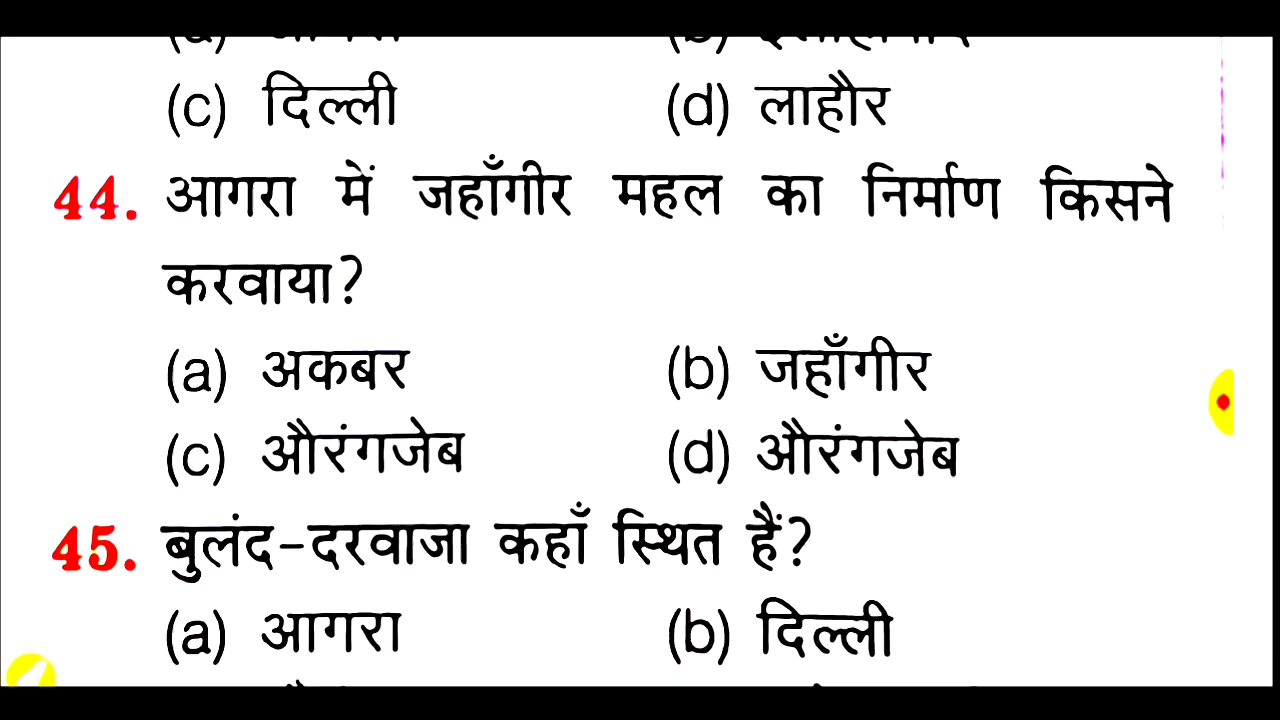 (c) दिल्ली (d) लाहौर
44. आगरा में जहाँगीर महल का निर्माण किसने
करवाया?
(a) अकबर (b) जहाँगीर
(c) औरंगजेब (d) औरंगजेब
45. बुलंद-दरवाजा कहाँ स्थित हैं?
(a) आगरा (b) दिल्ली